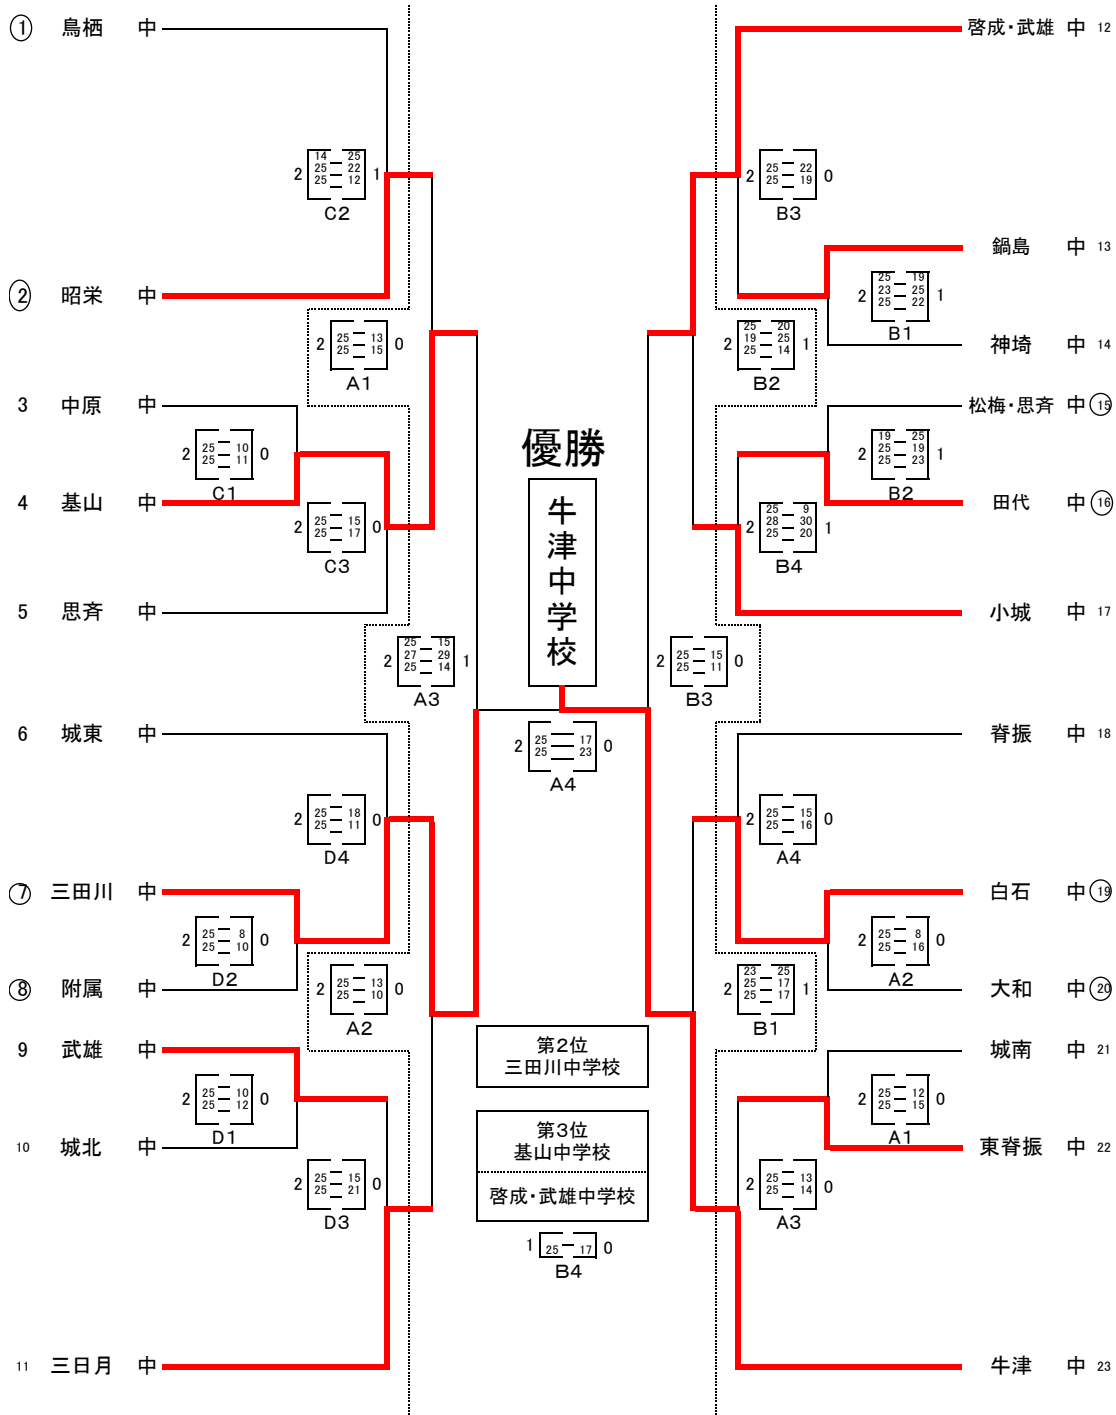 ① 鳥栖 中
② 昭栄 中
3 中原 中
4 基山 中
5 思斉 中
6 城東 中
⑦ 三田川 中
⑧ 附属 中
9 武雄 中
10 城北 中
11 三日月 中
2 14 — 25 1
25 — 22
25 — 12
C2
2 25 — 13 0
25 — 15
A1
2 25 — 10 0
25 — 11
C1
2 25 — 15 0
25 — 17
C3
2 25 — 15 1
27 — 29
25 — 14
A3
2 25 — 18 0
25 — 11
D4
2 25 — 8 0
25 — 10
D2
2 25 — 13 0
25 — 10
A2
2 25 — 10 0
25 — 12
D1
2 25 — 15 0
25 — 21
D3
優勝
牛津中学校
2 25 — 17 0
25 — 23
A4
第2位
三田川中学校
第3位
基山中学校
啓成・武雄中学校
1 25 — 17 0
B4
啓成・武雄 中 12
鍋島 中 13
神埼 中 14
松梅・思斉 中 ⑮
田代 中 ⑯
小城 中 17
脊振 中 18
白石 中 ⑲
大和 中 ⑳
城南 中 21
東脊振 中 22
牛津 中 23
2 25 — 22 0
25 — 19
B3
2 25 — 19 1
23 — 25
25 — 22
B1
2 25 — 20 1
19 — 25
25 — 14
B2
2 19 — 25 1
25 — 19
25 — 23
B2
2 25 — 9 1
28 — 30
25 — 20
B4
2 25 — 15 0
25 — 11
B3
2 25 — 15 0
25 — 16
A4
2 25 — 8 0
25 — 16
A2
2 23 — 25 1
25 — 17
25 — 17
B1
2 25 — 12 0
25 — 15
A1
2 25 — 13 0
25 — 14
A3